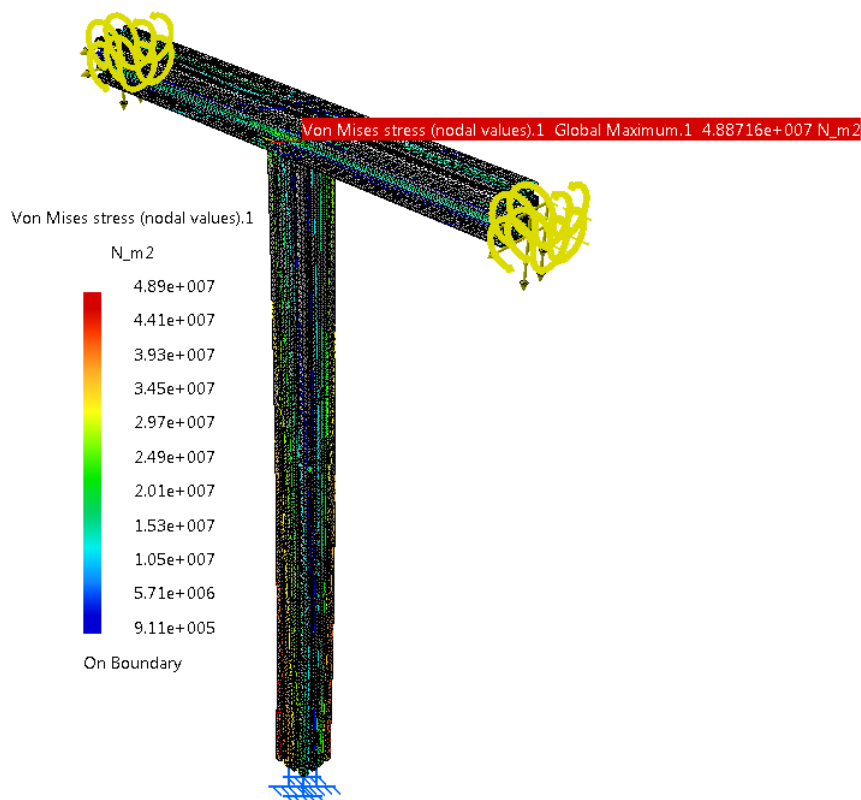 Von Mises stress (nodal values).1 Global Maximum.1 4.88716e+007 N_m2
Von Mises stress (nodal values).1
N_m2
4.89e+007
4.41e+007
3.93e+007
3.45e+007
2.97e+007
2.49e+007
2.01e+007
1.53e+007
1.05e+007
5.71e+006
9.11e+005
On Boundary